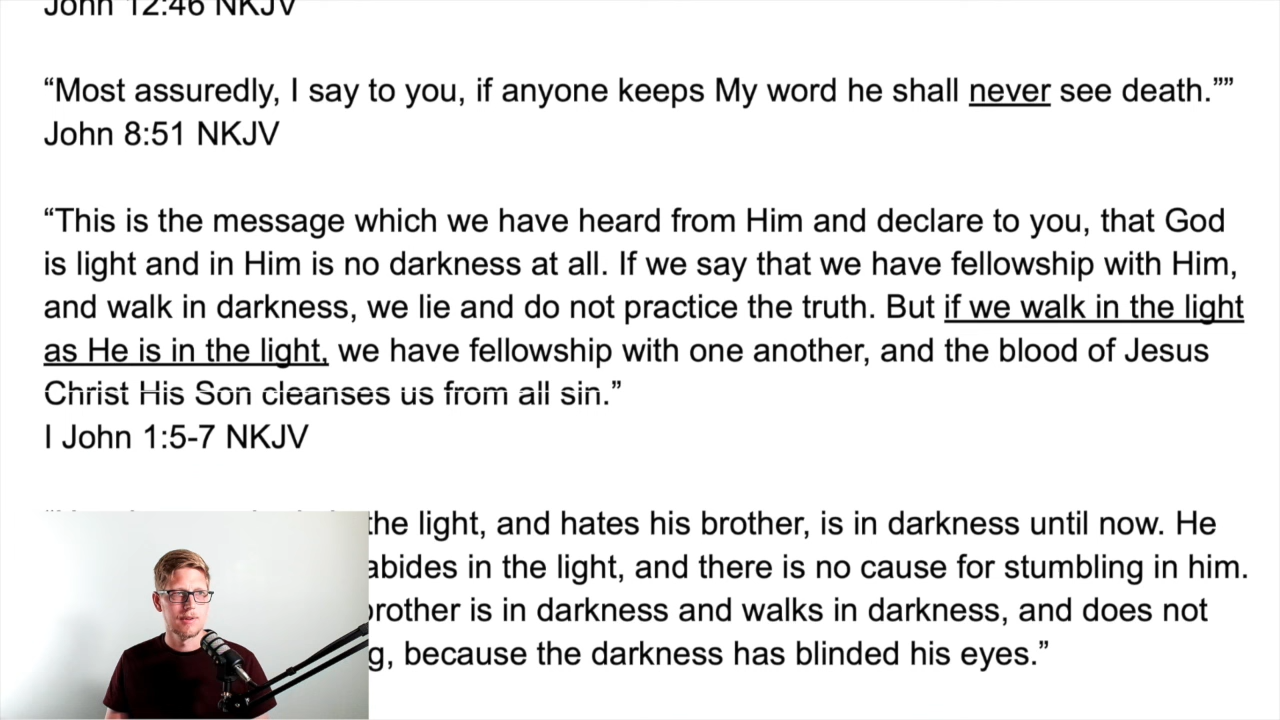 John 12:46 NKJV
“Most assuredly, I say to you, if anyone keeps My word he shall never see death.””
John 8:51 NKJV
“This is the message which we have heard from Him and declare to you, that God
is light and in Him is no darkness at all. If we say that we have fellowship with Him,
and walk in darkness, we lie and do not practice the truth. But if we walk in the light
as He is in the light, we have fellowship with one another, and the blood of Jesus
Christ His Son cleanses us from all sin.”
I John 1:5-7 NKJV
the light, and hates his brother, is in darkness until now. He
abides in the light, and there is no cause for stumbling in him.
brother is in darkness and walks in darkness, and does not
g, because the darkness has blinded his eyes.”